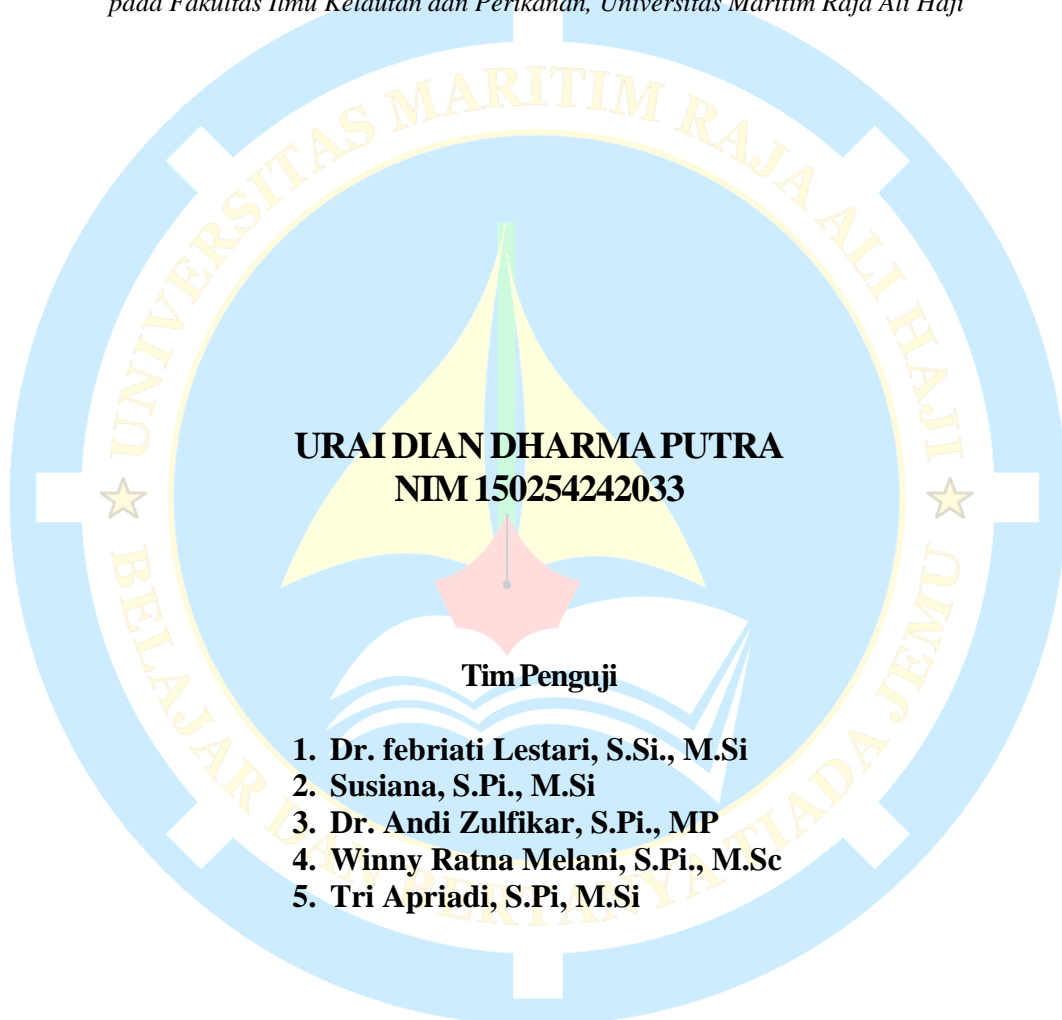 pada Fakultas Ilmu Kelautan dan Perikanan, Universitas Maritim Raja Ali Haji
UNIVERSITAS MARITIM RAJA ALI HAJI
URAI DIAN DHARMA PUTRA
NIM 150254242033
Tim Penguji
1. Dr. febriati Lestari, S.Si., M.Si
2. Susiana, S.Pi., M.Si
3. Dr. Andi Zulfikar, S.Pi., MP
4. Winny Ratna Melani, S.Pi., M.Sc
5. Tri Apriadi, S.Pi, M.Si
BELAJAR DAN BERTANYA TIADA JEMU